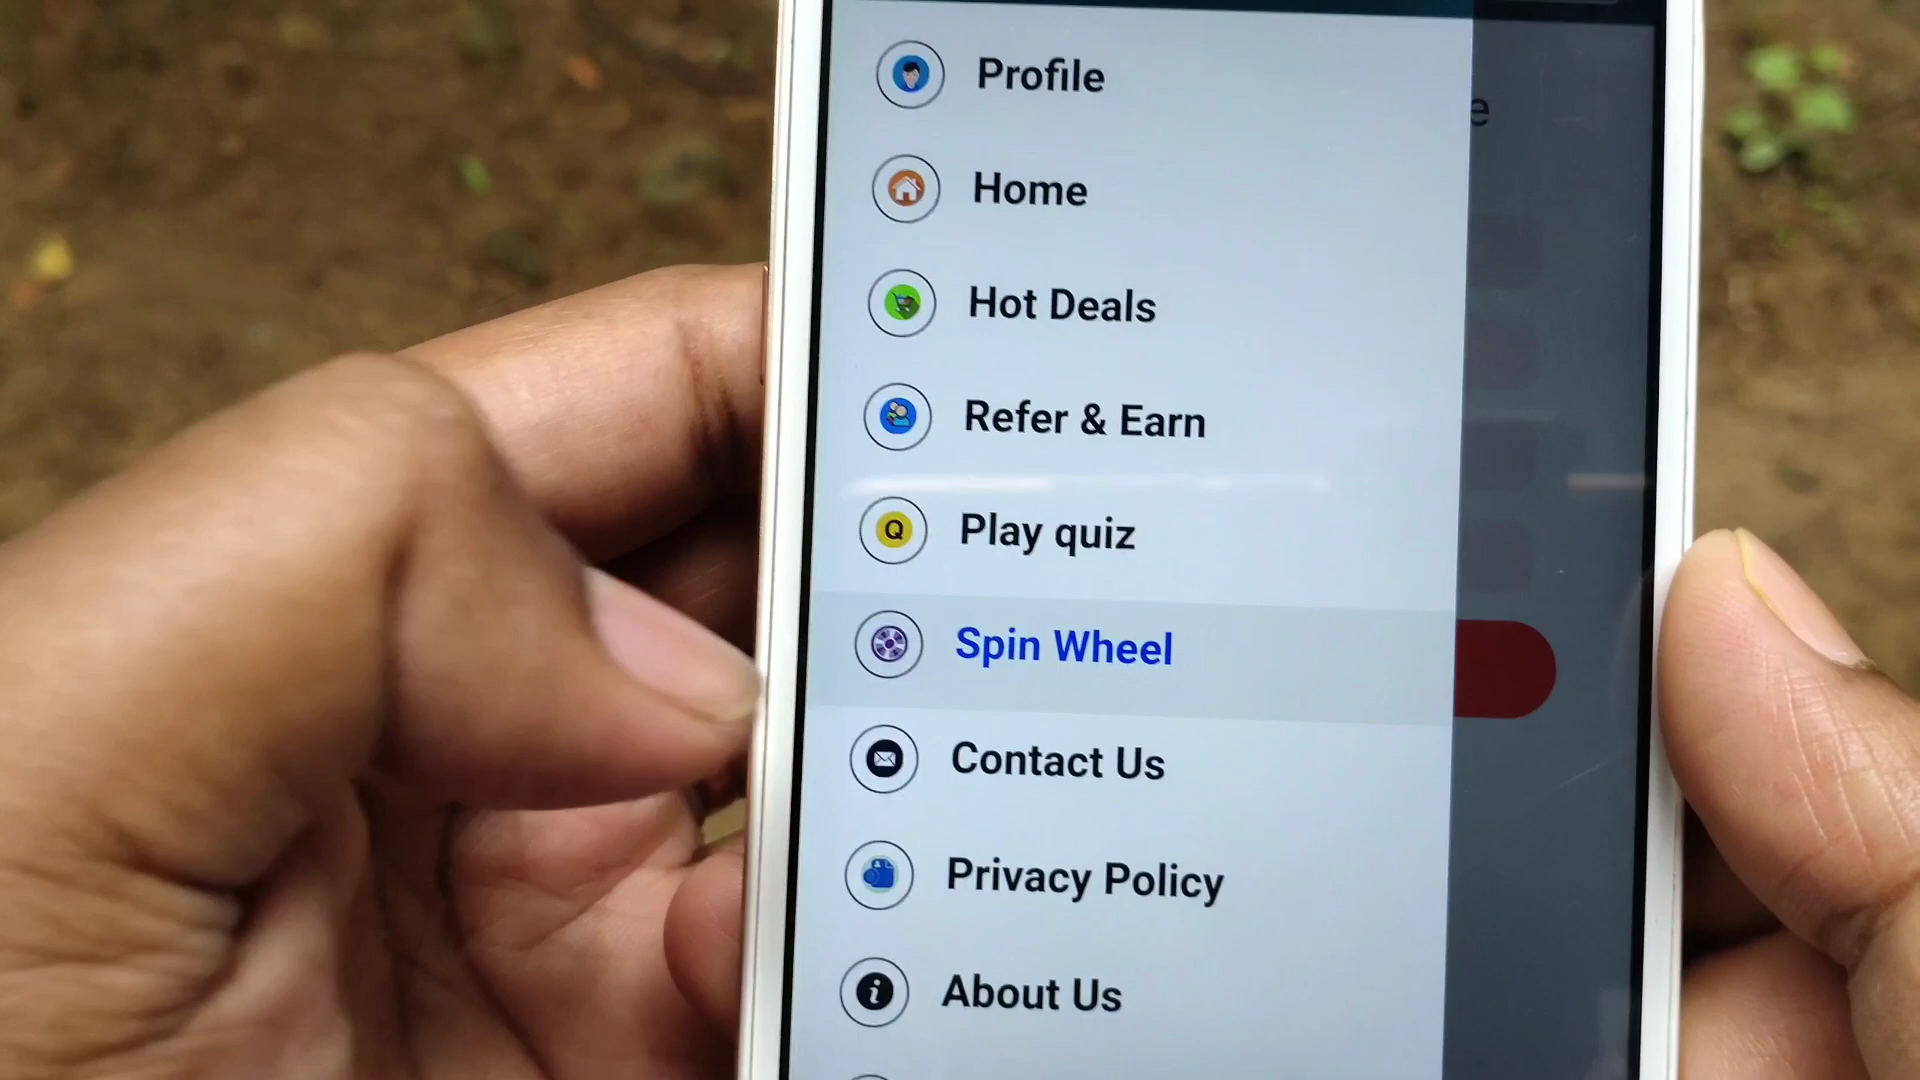 Profile
Home
Hot Deals
Refer & Earn
Q
Play quiz
Spin Wheel
Contact Us
Privacy Policy
About Us
e